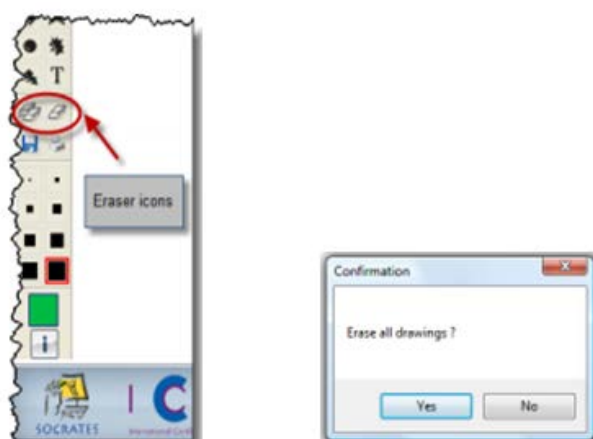 T
Eraser icons
i
SOCRATES
I C
Confirmation
Erase all drawings ?
Yes
No